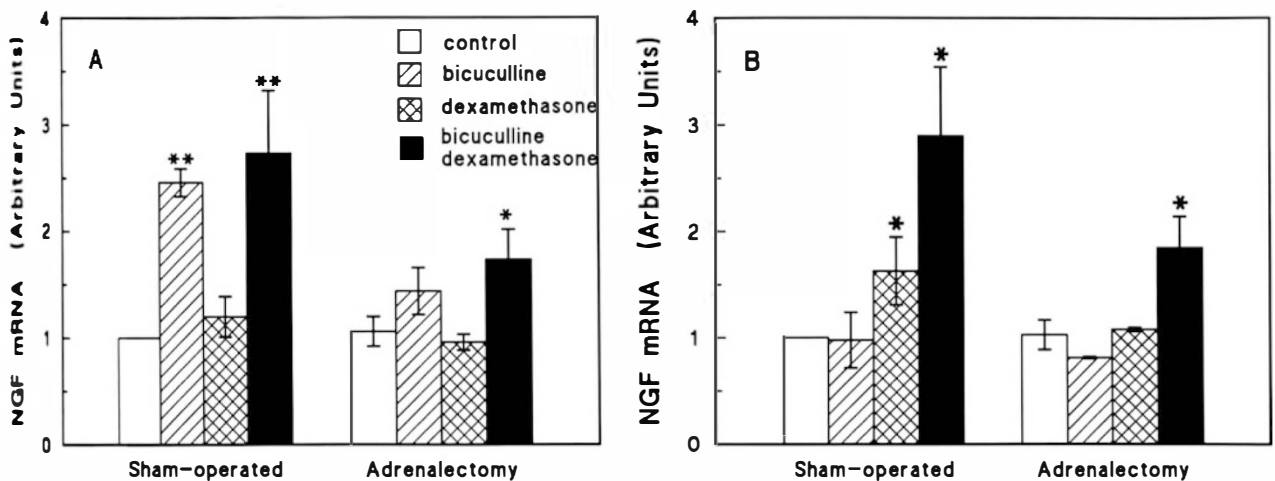 NGF mRNA (Arbitrary Units)
4
3
2
1
0
A
control
bicuculline
dexamethasone
bicuculline
dexamethasone
**
**
*
Sham-operated
Adrenalectomy
NGF mRNA (Arbitrary Units)
4
3
2
1
0
B
*
*
*
Sham-operated
Adrenalectomy